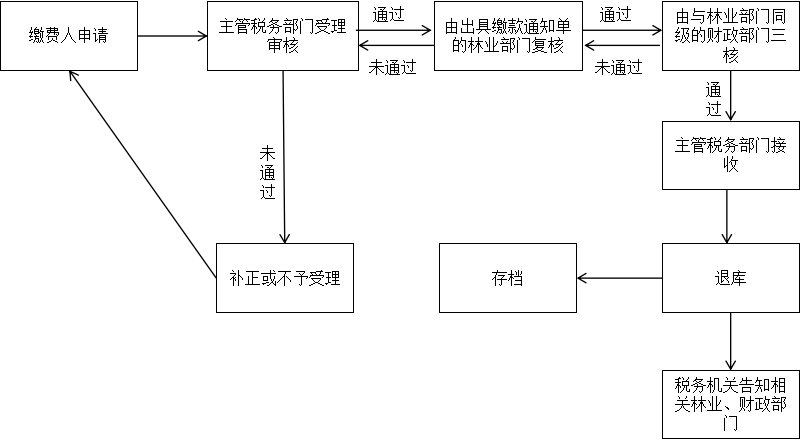 缴费人申请
主管税务部门受理
审核
通过
未通过
由出具缴款通知单
的林业部门复核
通过
未通过
由与林业部门同
级的财政部门三
核
通
过
主管税务部门接
收
未
通
过
补正或不予受理
存档
退库
税务机关告知相
关林业、财政部
门